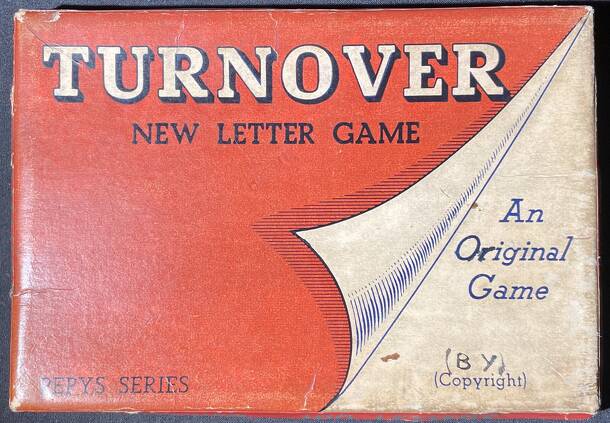 TURNOVER
NEW LETTER GAME
An
Original
Game
PEPYS SERIES
(BY)
(Copyright)